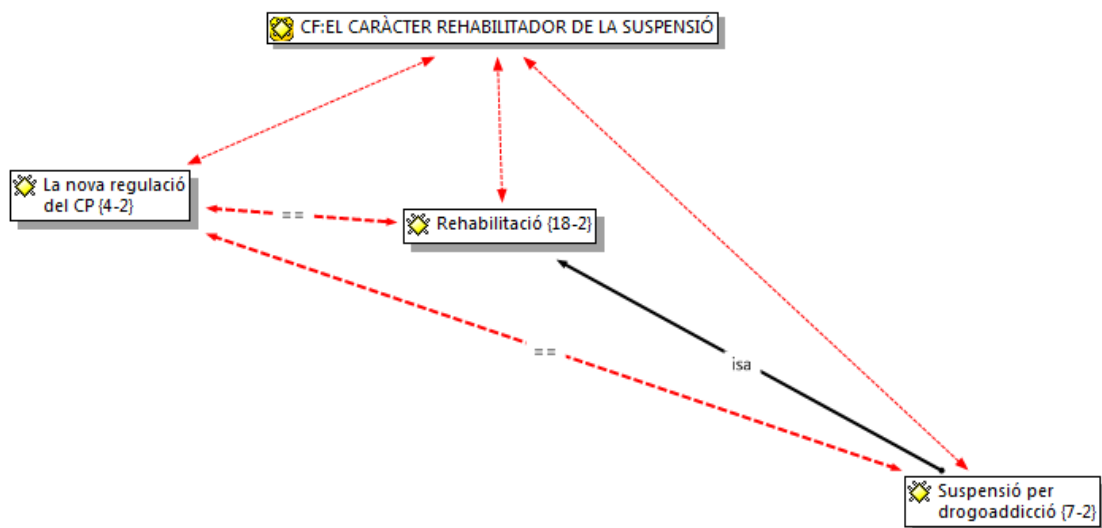 CF:EL CARÀCTER REHABILITADOR DE LA SUSPENSIÓ
La nova regulació
del CP {4-2}
==
Rehabilitació {18-2}
==
isa
Suspensió per
drogoaddicció {7-2}